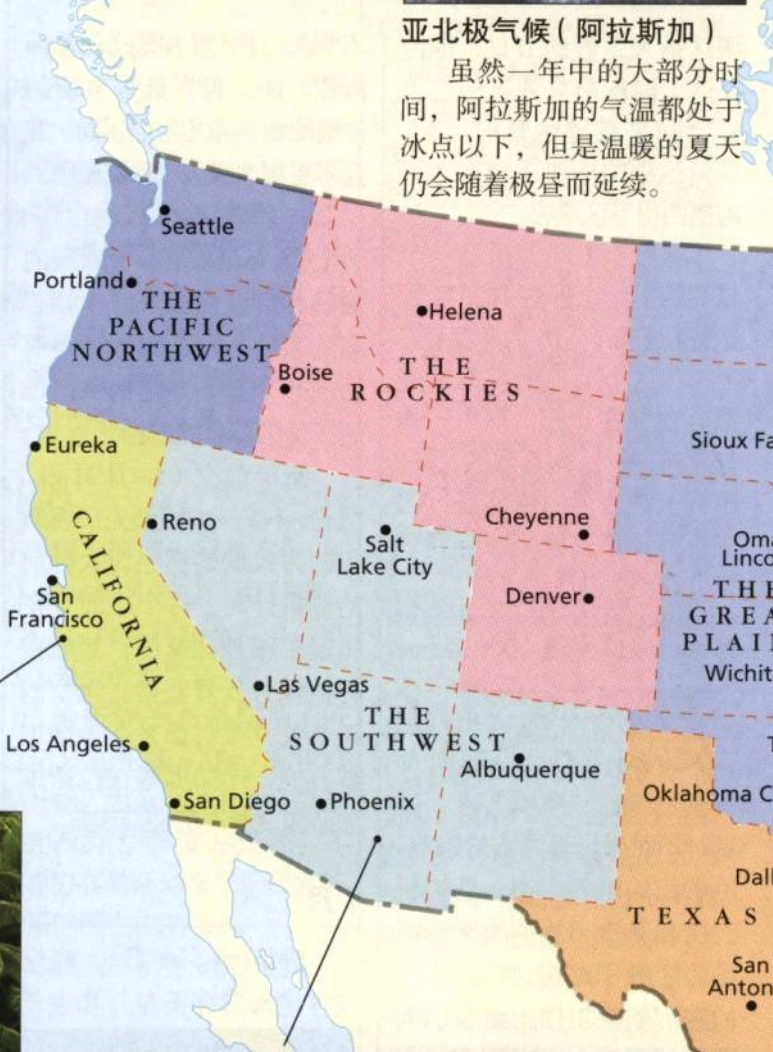 亚北极气候（阿拉斯加）
虽然一年中的大部分时
间，阿拉斯加的气温都处于
冰点以下，但是温暖的夏天
仍会随着极昼而延续。
Seattle
Portland
THE
PACIFIC
NORTHWEST
Helena
Boise
THE
ROCKIES
Eureka
Sioux Fa
Reno
CALIFORNIA
Cheyenne
Salt
Lake City
Oma
Linco
San
Francisco
Denver
THE
GREA
PLAI
Wichit
Las Vegas
THE
SOUTHWEST
Los Angeles
Albuquerque
San Diego
Phoenix
Oklahoma C
Dall
TEXAS
San
Anton